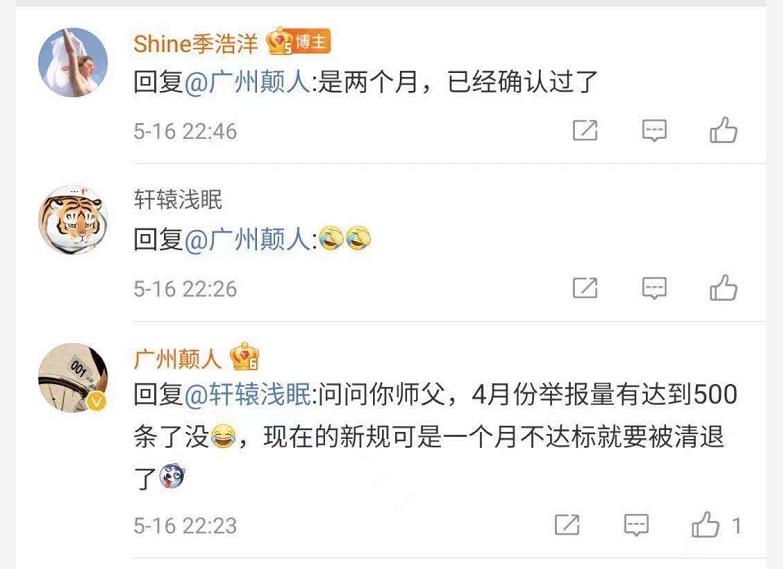 Shine季浩洋 5 博主
回复@广州颠人:是两个月，已经确认过了
5-16 22:46
轩辕浅眠
回复@广州颠人:
5-16 22:26
广州颠人 6
001
回复@轩辕浅眠:问问你师父，4月份举报量有达到500
条了没，现在的新规可是一个月不达标就要被清退
了
5-16 22:23
1